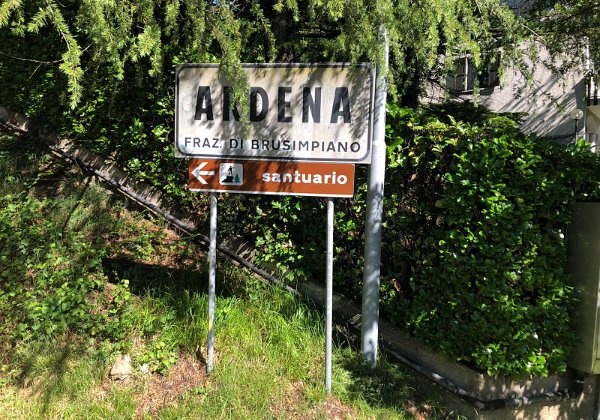 ARDENA
FRAZ. DI BRUSIMPIANO
santuario